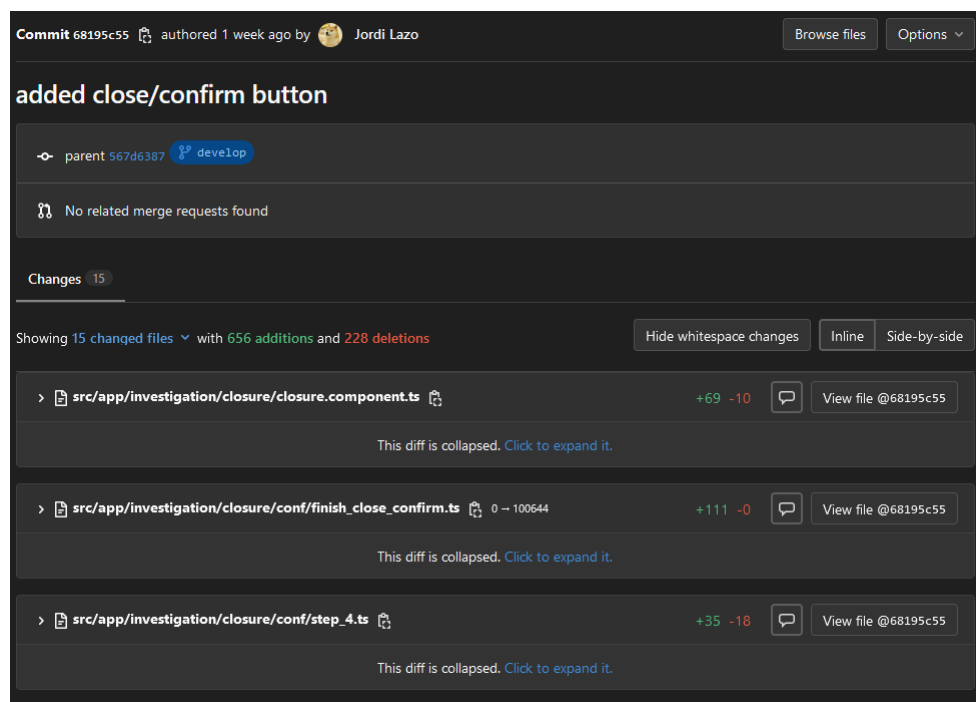 Commit 68195c55 authored 1 week ago by Jordi Lazo Browse files Options
added close/confirm button
parent 567d6387 develop
No related merge requests found
Changes 15
Showing 15 changed files with 656 additions and 228 deletions Hide whitespace changes Inline Side-by-side
src/app/investigation/closure/closure.component.ts +69 -10 View file @68195c55
This diff is collapsed. Click to expand it.
src/app/investigation/closure/conf/finish_close_confirm.ts 0 → 100644 +111 -0 View file @68195c55
This diff is collapsed. Click to expand it.
src/app/investigation/closure/conf/step_4.ts +35 -18 View file @68195c55
This diff is collapsed. Click to expand it.